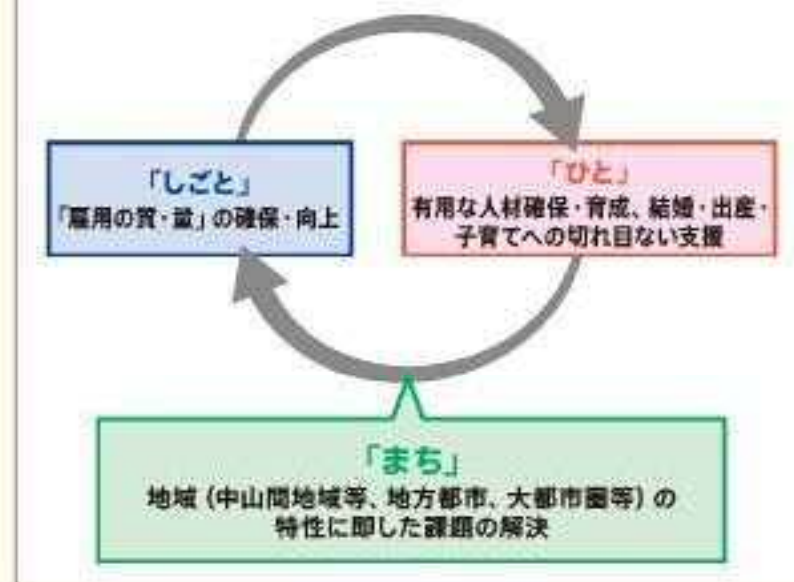 「しごと」
「雇用の質・量」の確保・向上
「ひと」
有用な人材確保・育成、結婚・出産・
子育てへの切れ目ない支援
「まち」
地域（中山間地域等、地方都市、大都市圏等）の
特性に即した課題の解決